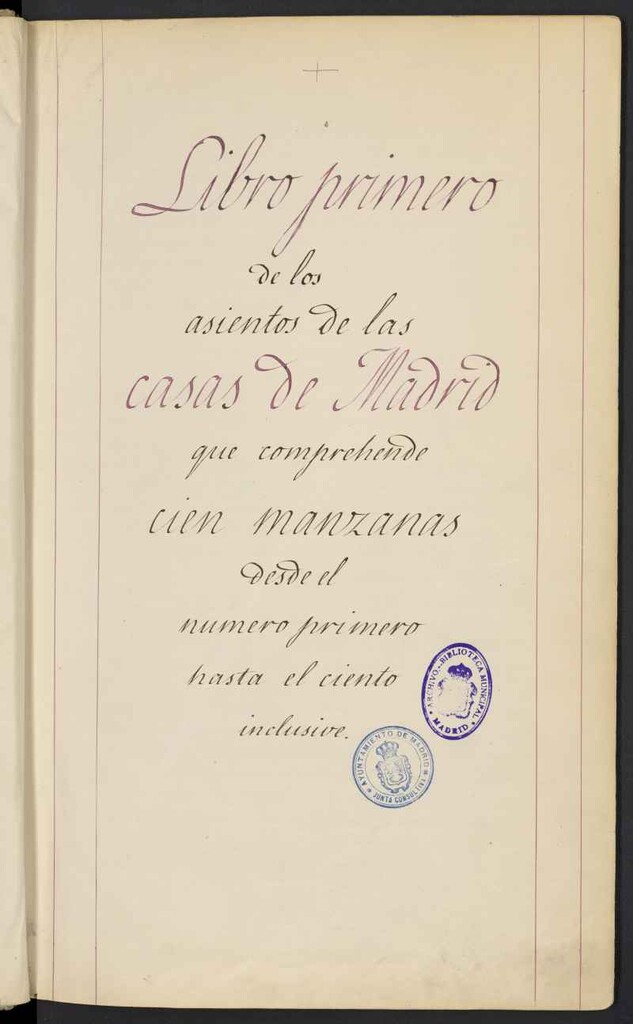 Libro primero
de los
asientos de las
casas de Madrid
que comprehende
cien manzanas
desde el
numero primero
hasta el ciento
inclusive.
ARCHIVO-BIBLIOTECA MUNICIPAL
MADRID
AYUNTAMIENTO DE MADRID
JUNTA CONSULTIVA